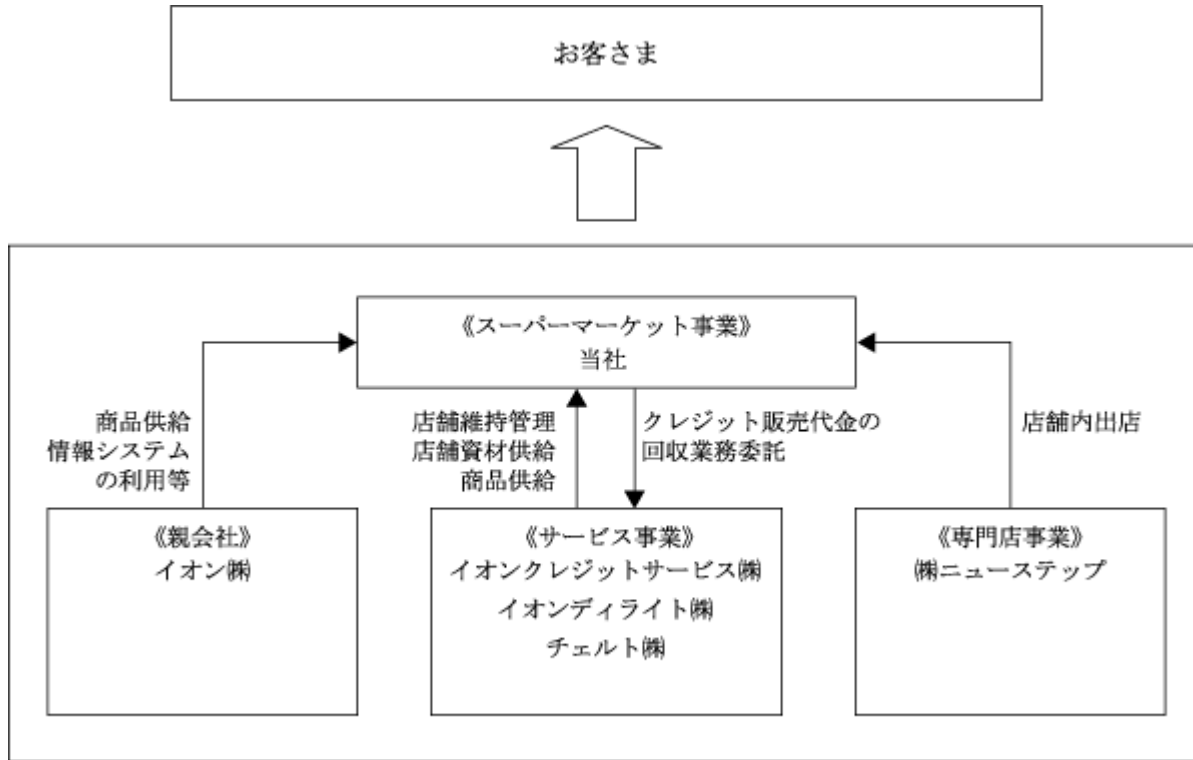 お客さま
《スーパーマーケット事業》
当社
商品供給
情報システム
の利用等
店舗維持管理
店舗資材供給
商品供給
クレジット販売代金の
回収業務委託
店舗内出店
《親会社》
イオン㈱
《サービス事業》
イオンクレジットサービス㈱
イオンディライト㈱
チェルト㈱
《専門店事業》
㈱ニューステップ